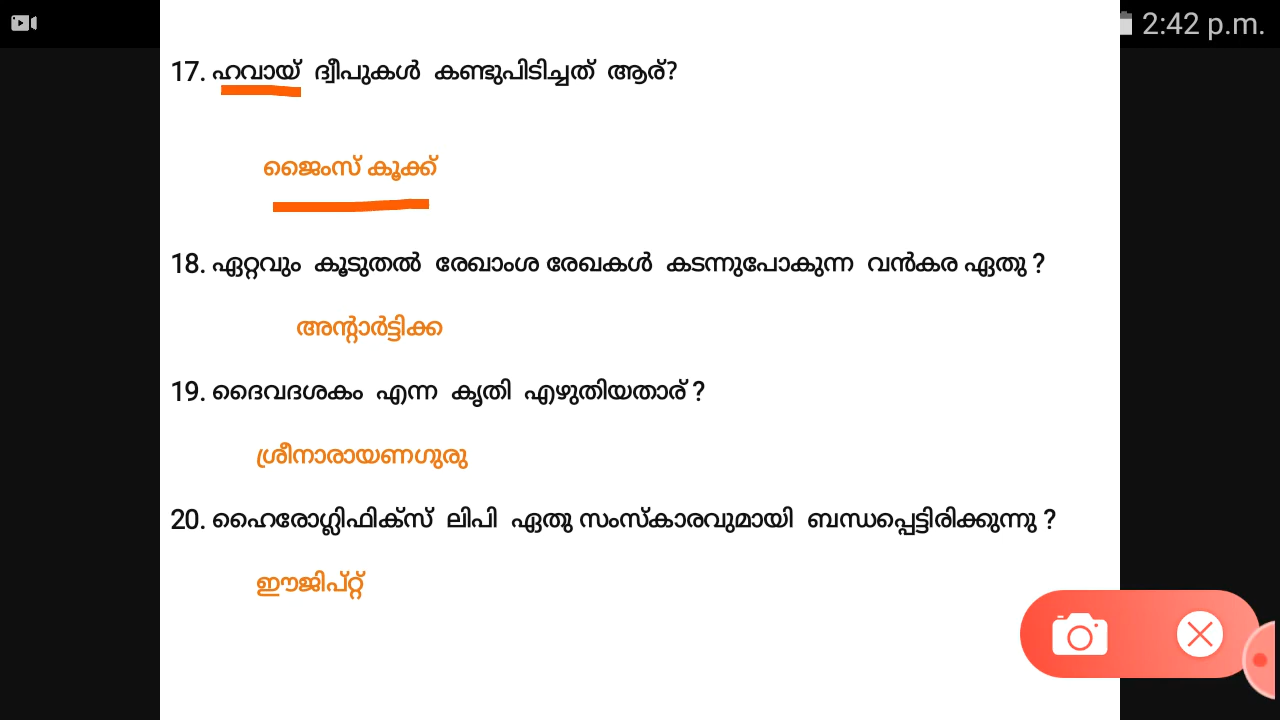 2:42 p.m.
17. ഹവായ് ദ്വീപുകൾ കണ്ടുപിടിച്ചത് ആര്?
ജൈംസ് കൂക്ക്
18. ഏറ്റവും കൂടുതൽ രേഖാംശ രേഖകൾ കടന്നുപോകുന്ന വൻകര ഏതു ?
അന്റാർട്ടിക്ക
19. ദൈവദശകം എന്ന കൃതി എഴുതിയതാര് ?
ശ്രീനാരായണഗുരു
20. ഹൈരോഗ്ലിഫിക്സ് ലിപി ഏതു സംസ്കാരവുമായി ബന്ധപ്പെട്ടിരിക്കുന്നു ?
ഈജിപ്റ്റ്